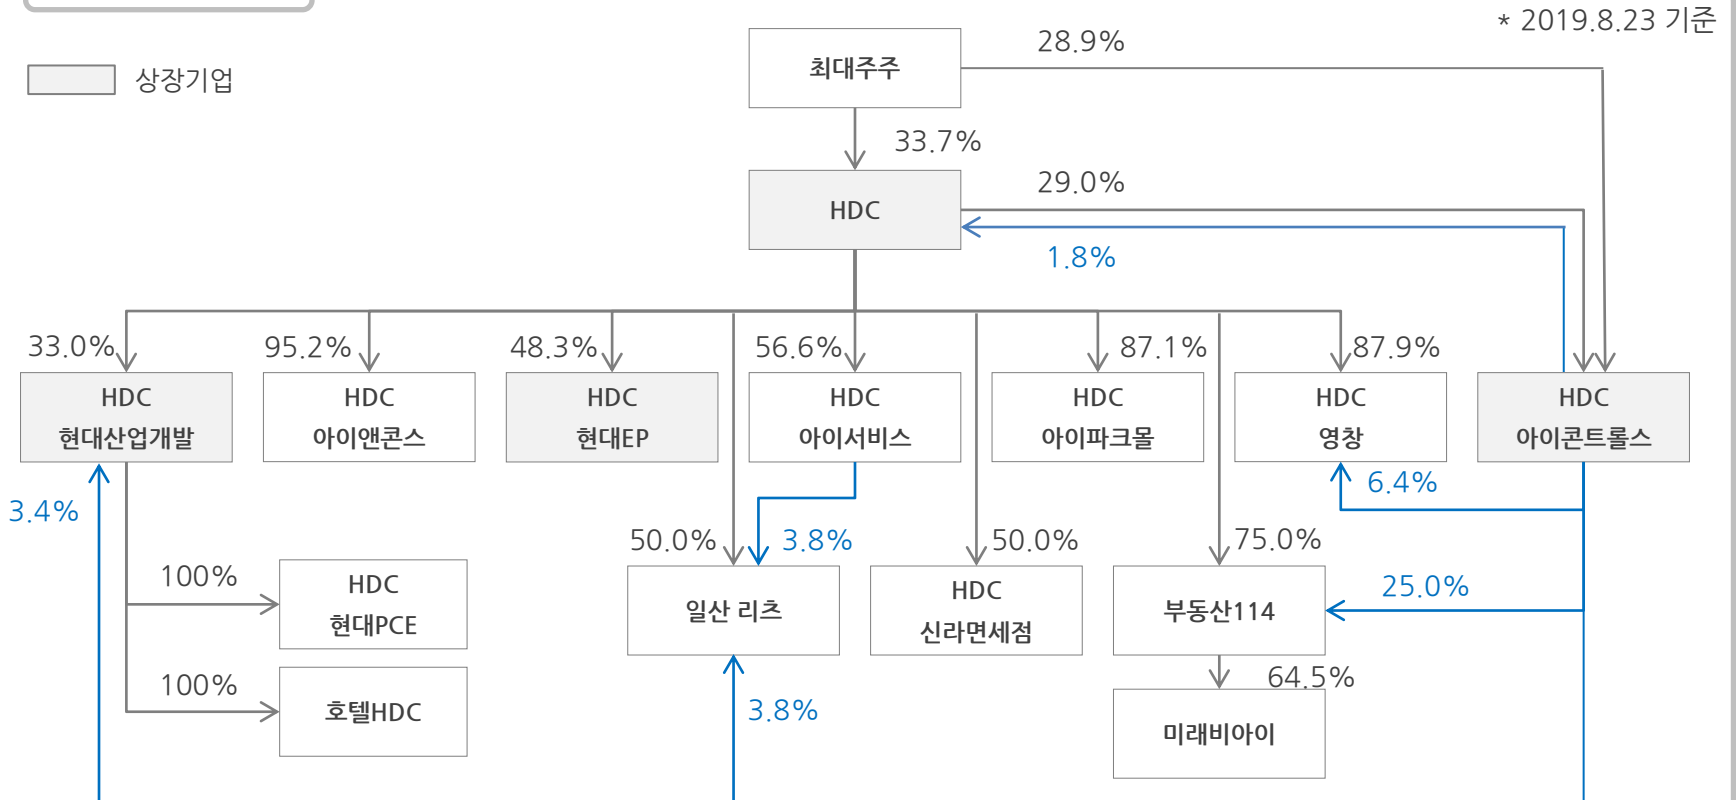 * 2019.8.23 기준
상장기업
최대주주
28.9%
33.7%
HDC
29.0%
1.8%
33.0%
95.2%
48.3%
56.6%
87.1%
87.9%
HDC
현대산업개발
HDC
아이앤콘스
HDC
현대EP
HDC
아이서비스
HDC
아이파크몰
HDC
영창
HDC
아이콘트롤스
3.4%
6.4%
50.0%
3.8%
50.0%
75.0%
100%
HDC
현대PCE
일산 리츠
HDC
신라면세점
부동산114
25.0%
64.5%
100%
호텔HDC
3.8%
미래비아이